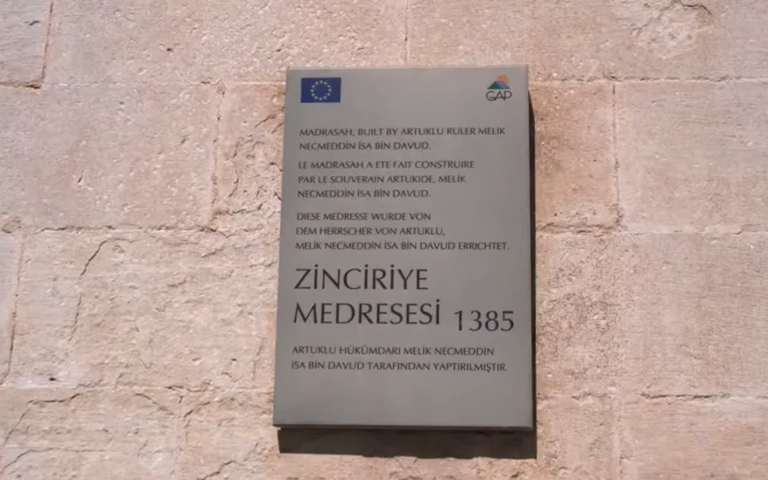 GAP
MADRASAH, BUILT BY ARTUKLU RULER MELIK
NECMEDDİN İSA BİN DAVUD.
LE MADRASAH A ETE FAIT CONSTRUIRE
PAR LE SOUVERAIN ARTUKIDE, MELIK
NECMEDDİN İSA BİN DAVUD.
DIESE MEDRESSE WURDE VON
DEM HERRSCHER VON ARTUKLU,
MELİK NECMEDDİN İSA BİN DAVUD ERRICHTET.
ZİNCİRİYE
MEDRESESİ 1385
ARTUKLU HÜKÜMDARI MELİK NECMEDDİN
İSA BİN DAVUD TARAFINDAN YAPTIRILMIŞTIR.